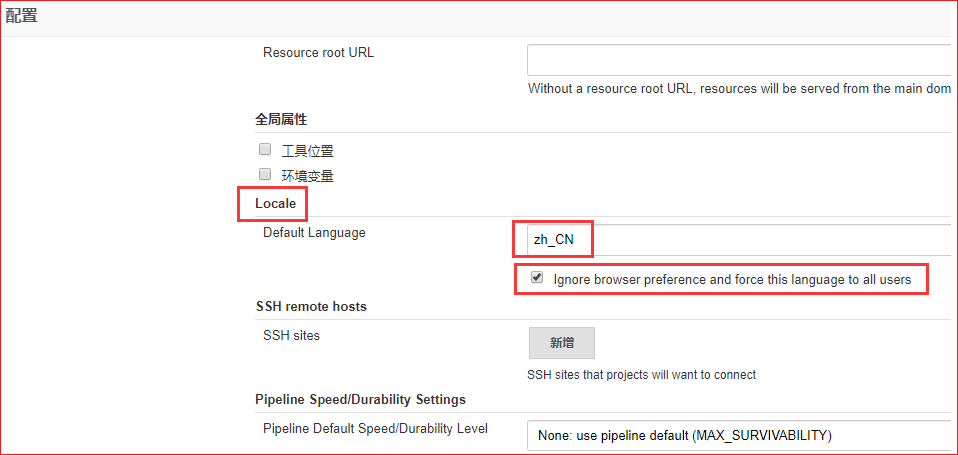 配置
Resource root URL
Without a resource root URL, resources will be served from the main dom
全局属性
工具位置
环境变量
Locale
Default Language
zh_CN
Ignore browser preference and force this language to all users
SSH remote hosts
SSH sites
新增
SSH sites that projects will want to connect
Pipeline Speed/Durability Settings
Pipeline Default Speed/Durability Level
None: use pipeline default (MAX_SURVIVABILITY)